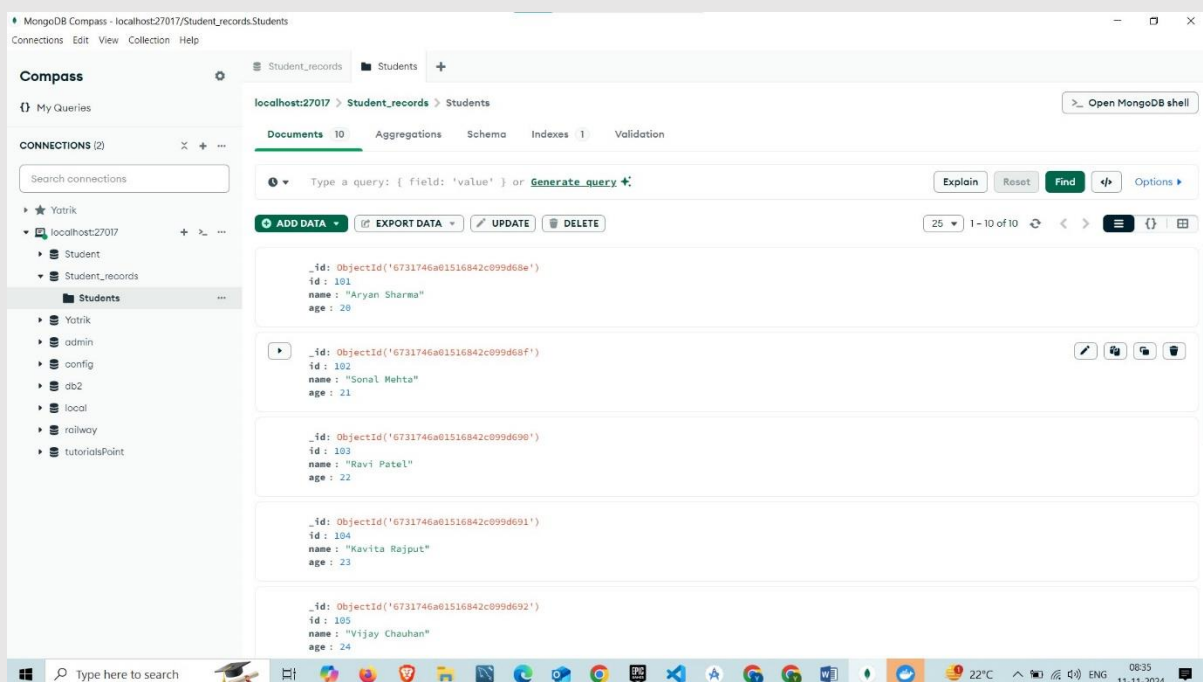 MongoDB Compass - localhost:27017/Student_records.Students
Connections Edit View Collection Help
Compass
{} My Queries
CONNECTIONS (2)
Search connections
Yatrik
localhost:27017
Student
Student_records
Students
Yatrik
admin
config
db2
local
railway
tutorialsPoint
Student_records Students
localhost:27017 > Student_records > Students
>_ Open MongoDB shell
Documents 10 Aggregations Schema Indexes 1 Validation
Type a query: { field: 'value' } or Generate query
Explain Reset Find </> Options
ADD DATA EXPORT DATA UPDATE DELETE
25 1 – 10 of 10
_id: ObjectId('6731746a01516842c099d68e')
id : 101
name : "Aryan Sharma"
age : 20
_id: ObjectId('6731746a01516842c099d68f')
id : 102
name : "Sonal Mehta"
age : 21
_id: ObjectId('6731746a01516842c099d690')
id : 103
name : "Ravi Patel"
age : 22
_id: ObjectId('6731746a01516842c099d691')
id : 104
name : "Kavita Rajput"
age : 23
_id: ObjectId('6731746a01516842c099d692')
id : 105
name : "Vijay Chauhan"
age : 24
Type here to search
22°C
ENG
08:35
11-11-2024